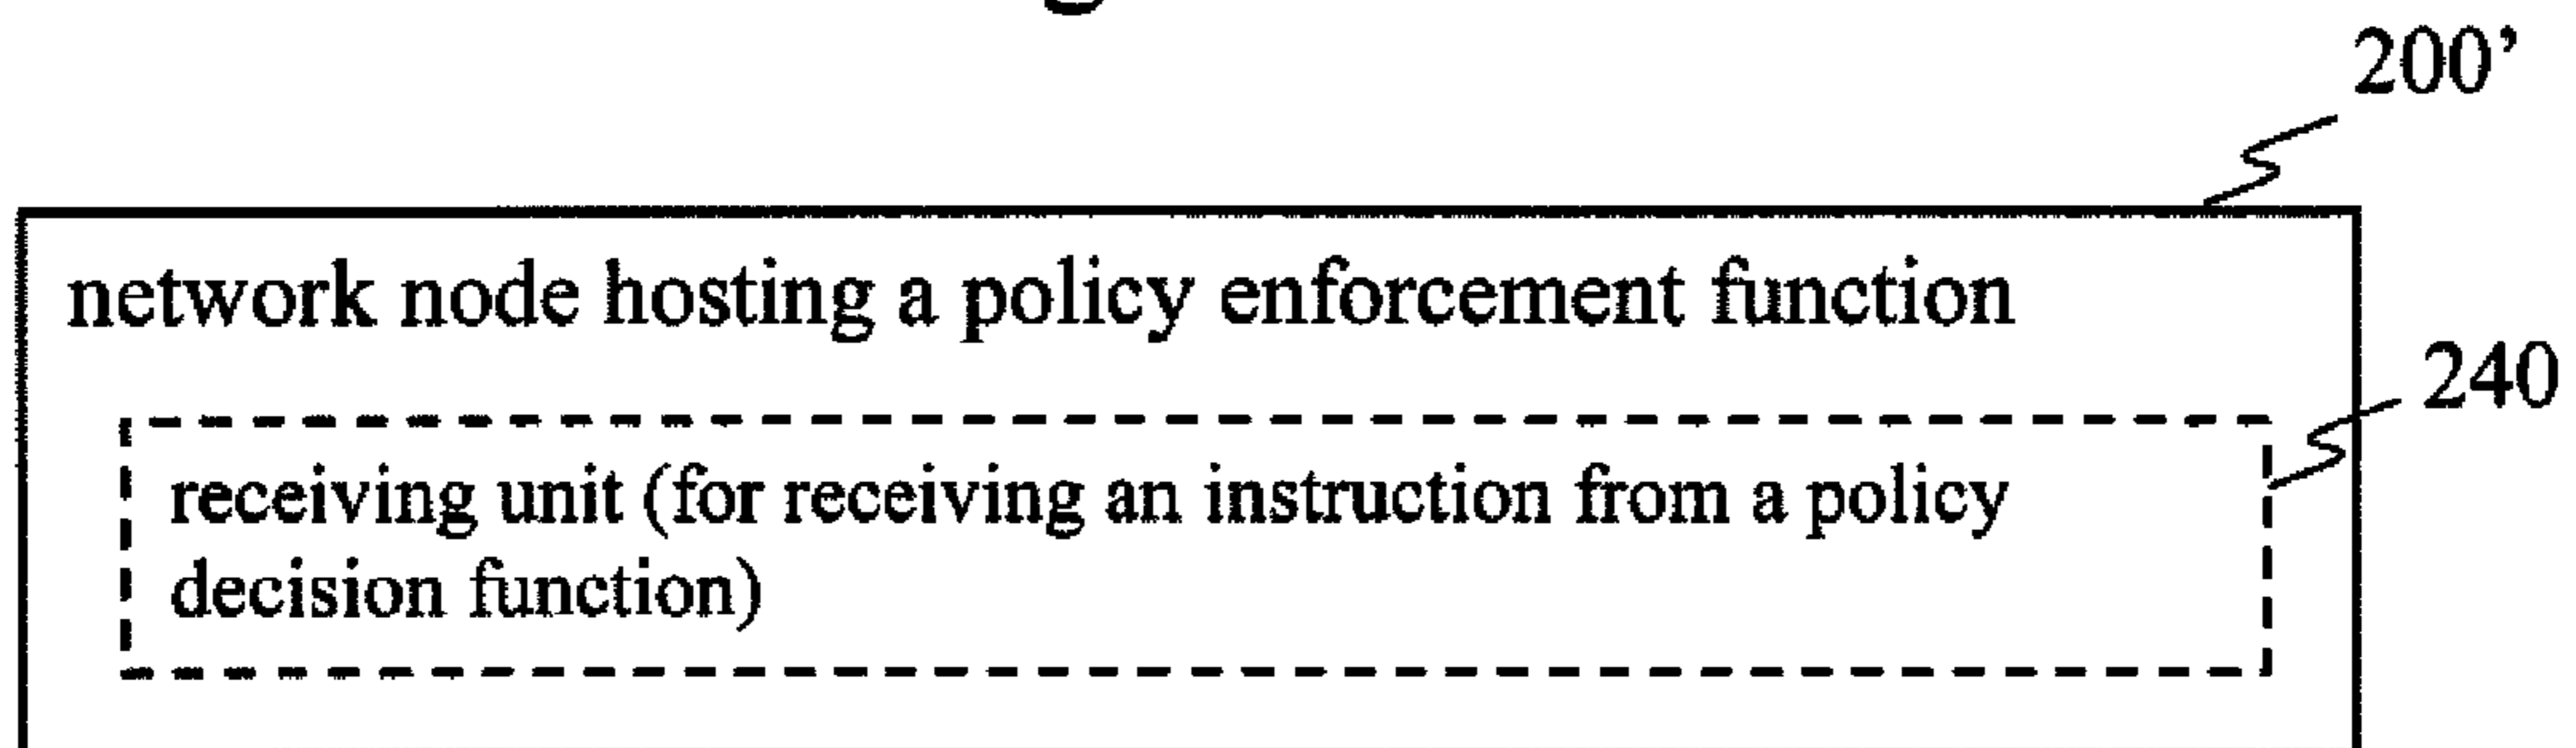 200’
network node hosting a policy enforcement function
240
receiving unit (for receiving an instruction from a policy
decision function)